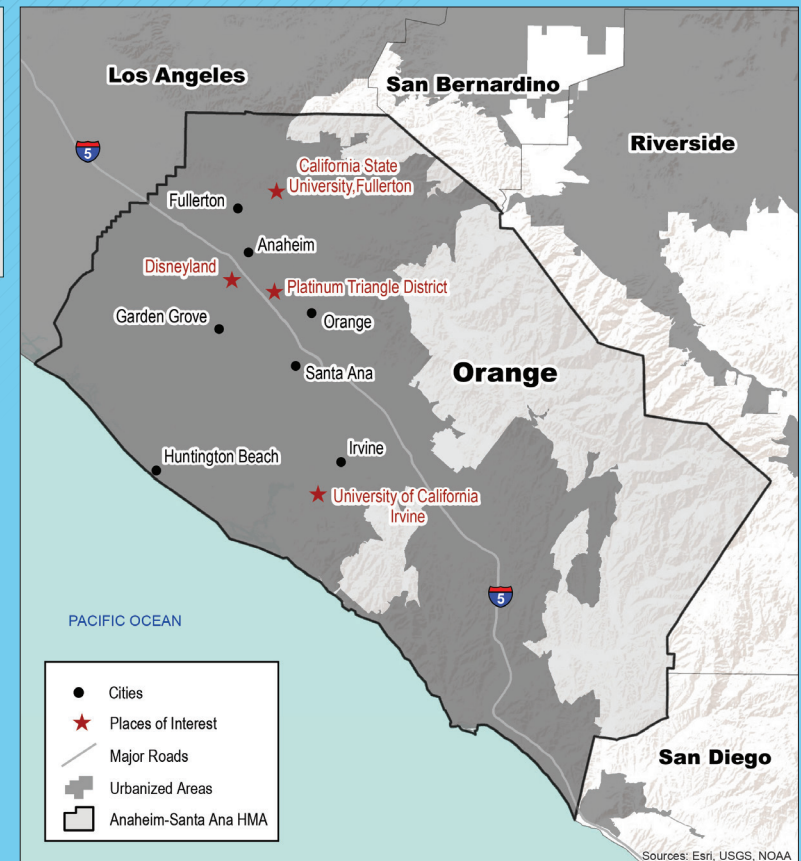 Los Angeles
San Bernardino
Riverside
5
California State
University,Fullerton
Fullerton
Anaheim
Disneyland
Platinum Triangle District
Garden Grove
Orange
Santa Ana
Orange
Huntington Beach
Irvine
University of California
Irvine
5
PACIFIC OCEAN
Cities
Places of Interest
Major Roads
Urbanized Areas
Anaheim-Santa Ana HMA
San Diego
Sources: Esri, USGS, NOAA